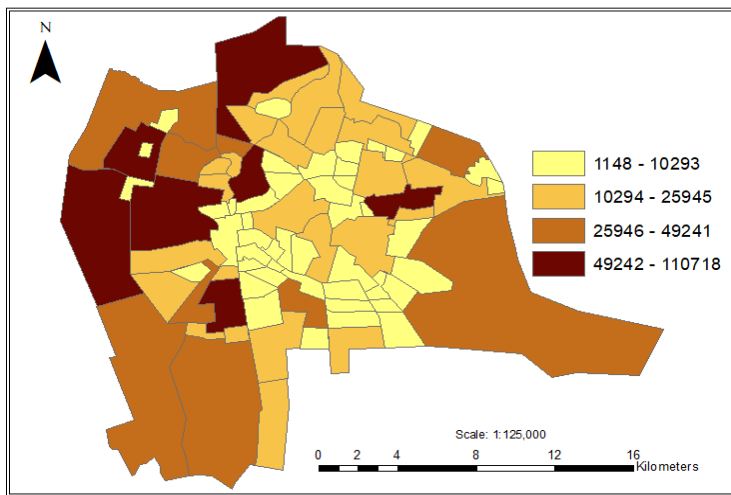 N
1148 - 10293
10294 - 25945
25946 - 49241
49242 - 110718
Scale: 1:125,000
0 2 4 8 12 16
Kilometers